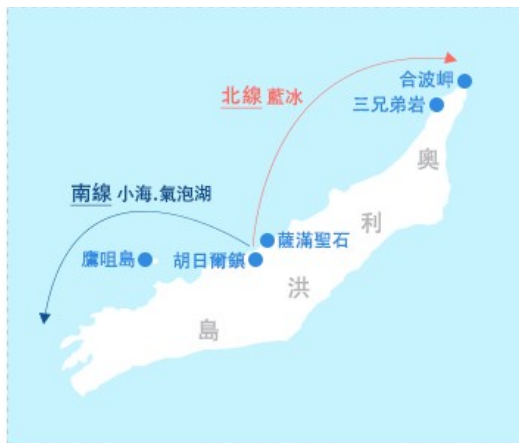 合波岬
北線 藍冰
三兄弟岩
奧
南線 小海.氣泡湖
利
薩滿聖石
鷹咀島
胡日爾鎮
洪
島